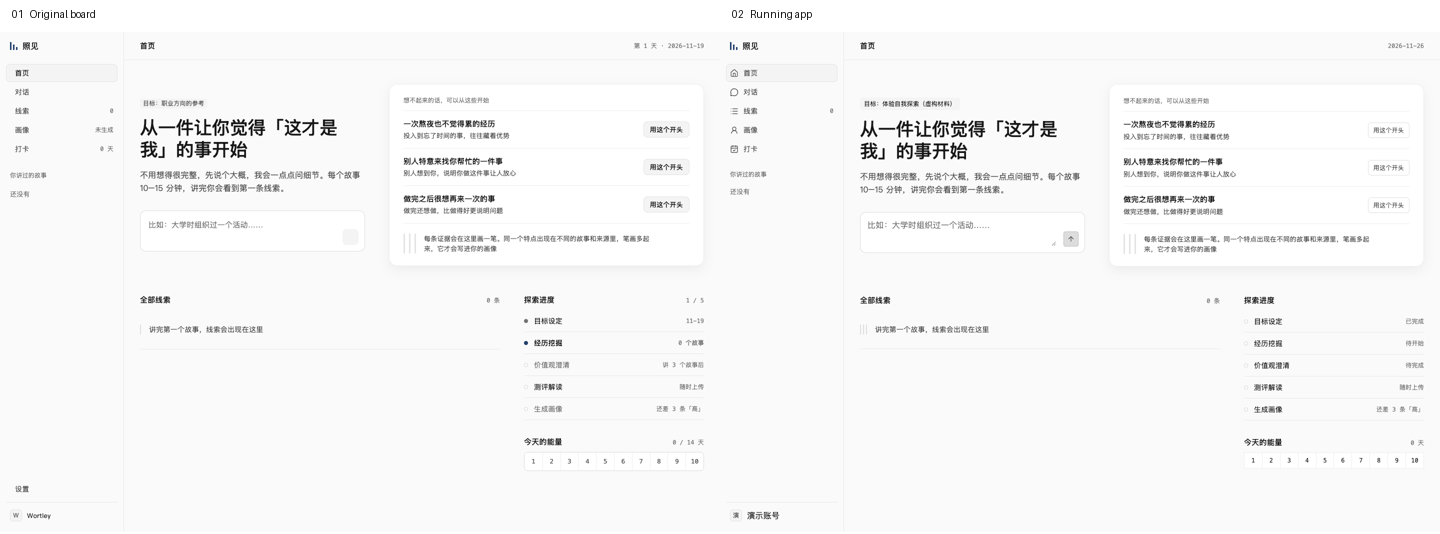 01 Original board
照见
首页
对话
线索 0
画像 未生成
打卡 0 天
你讲过的故事
还没有
设置
W Wortley
首页
第 1 天 · 2026-11-19
目标：职业方向的参考
从一件让你觉得「这才是
我」的事开始
不用想得很完整，先说个大概，我会一点点问细节。每个故事
10—15 分钟，讲完你会看到第一条线索。
比如：大学时组织过一个活动……
想不起来的话，可以从这些开始
一次熬夜也不觉得累的经历
投入到忘了时间的事，往往藏着优势
用这个开头
别人特意来找你帮忙的一件事
别人想到你，说明你做这件事让人放心
用这个开头
做完之后很想再来一次的事
做完还想做，比做得好更说明问题
用这个开头
每条证据会在这里画一笔。同一个特点出现在不同的故事和来源里，笔画多起
来，它才会写进你的画像
全部线索 0 条
讲完第一个故事，线索会出现在这里
探索进度 1 / 5
目标设定 11-19
经历挖掘 0 个故事
价值观澄清 讲 3 个故事后
测评解读 随时上传
生成画像 还差 3 条「高」
今天的能量 0 / 14 天
1 2 3 4 5 6 7 8 9 10
02 Running app
照见
首页
对话
线索 0
画像
打卡
你讲过的故事
还没有
演 演示账号
首页
2026-11-26
目标：体验自我探索（虚构材料）
从一件让你觉得「这才是
我」的事开始
不用想得很完整，先说个大概，我会一点点问细节。每个故事
10—15 分钟，讲完你会看到第一条线索。
比如：大学时组织过一个活动……
想不起来的话，可以从这些开始
一次熬夜也不觉得累的经历
投入到忘了时间的事，往往藏着优势
用这个开头
别人特意来找你帮忙的一件事
别人想到你，说明你做这件事让人放心
用这个开头
做完之后很想再来一次的事
做完还想做，比做得好更说明问题
用这个开头
每条证据会在这里画一笔。同一个特点出现在不同的故事和来源里，笔画多起
来，它才会写进你的画像
全部线索 0 条
讲完第一个故事，线索会出现在这里
探索进度
目标设定 已完成
经历挖掘 待开始
价值观澄清 待完成
测评解读 随时上传
生成画像 还差 3 条「高」
今天的能量 0 天
1 2 3 4 5 6 7 8 9 10